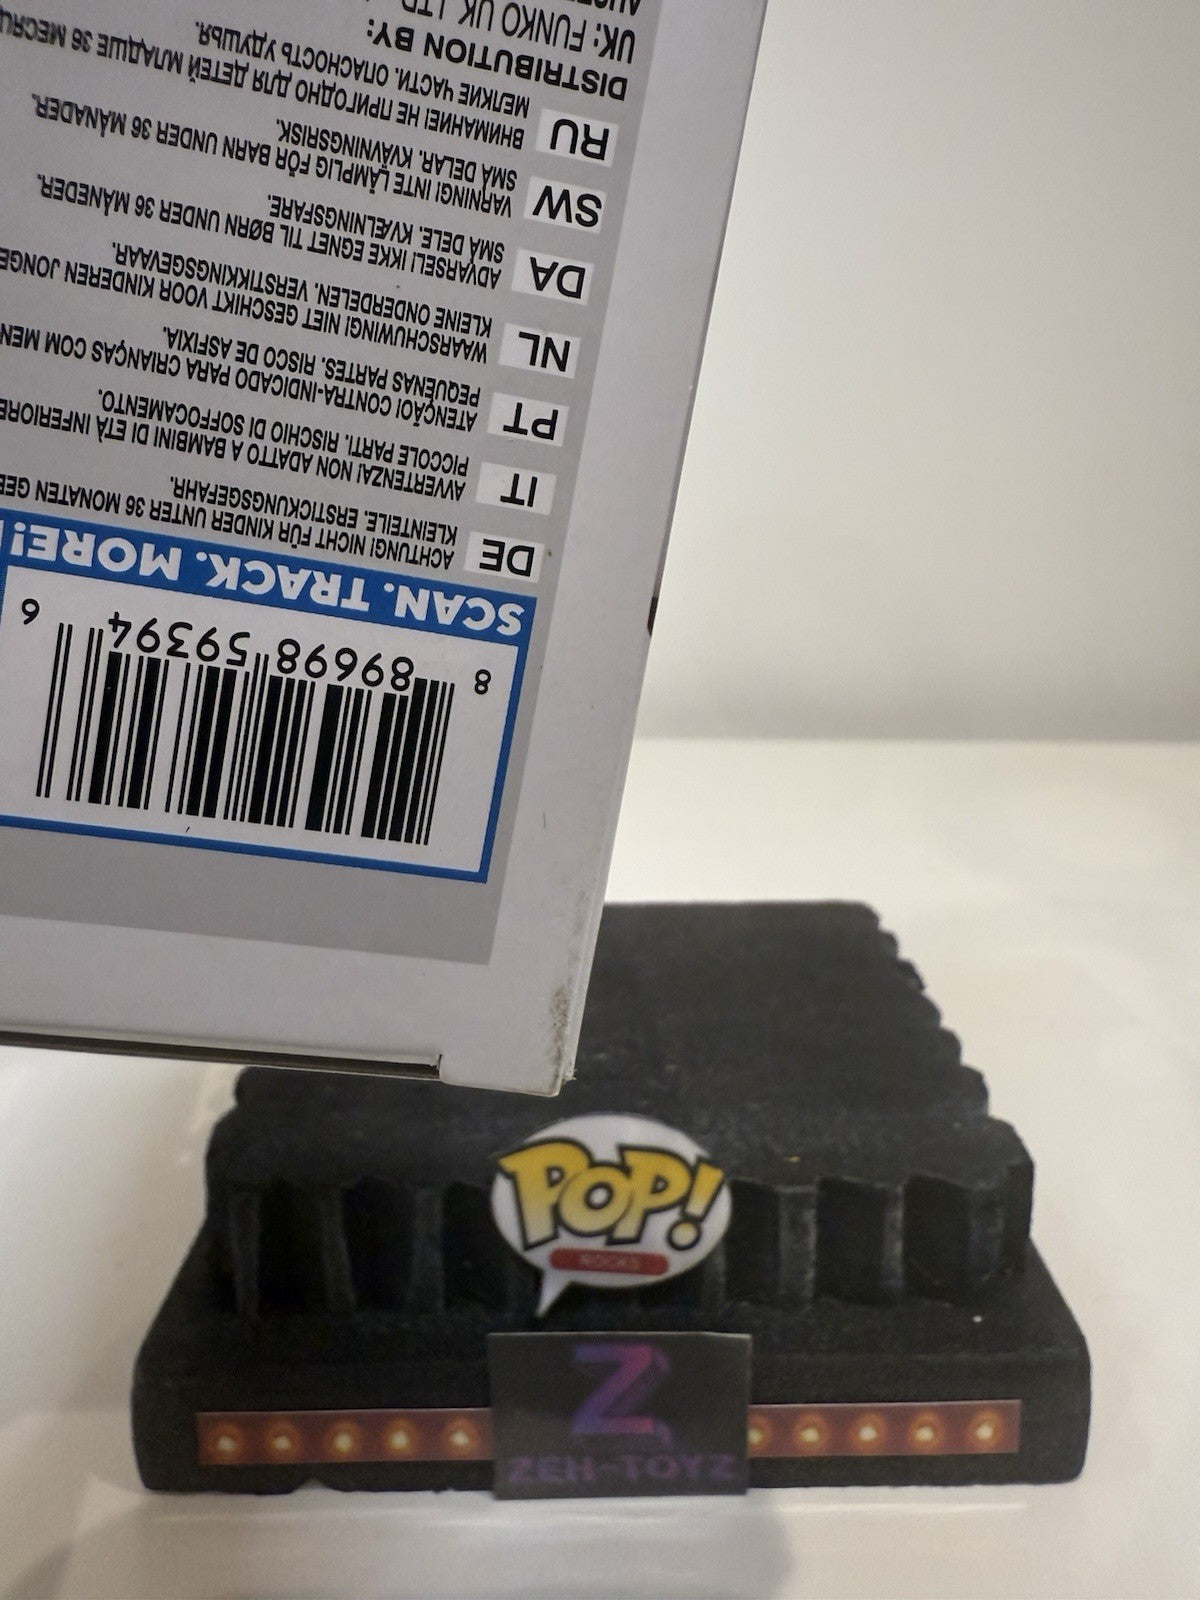 UK: FUNKO UK, LTD.
DISTRIBUTION BY:
RU
ВНИМАНИЕ! НЕ ПРИГОДНО ДЛЯ ДЕТЕЙ МЛАДШЕ 36
МЕЛКИЕ ЧАСТИ. ОПАСНОСТЬ УДУШЬЯ.
SW
VARNING! INTE LÄMPLIG FÖR BARN UNDER 36 MÅNADER.
SMÅ DELAR. KVÄVNINGSRISK.
DA
ADVARSEL! IKKE EGNET TIL BØRN UNDER 36 MÅNEDER.
SMÅ DELE. KVÆLNINGSFARE.
NL
WAARSCHUWING! NIET GESCHIKT VOOR KINDEREN JONGE
KLEINE ONDERDELEN. VERSTIKKINGSGEVAAR.
PT
ATENÇÃO! CONTRA-INDICADO PARA CRIANÇAS COM MEN
PEQUENAS PARTES. RISCO DE ASFIXIA.
IT
AVVERTENZA! NON ADATTO A BAMBINI DI ETÀ INFERIORE
PICCOLE PARTI. RISCHIO DI SOFFOCAMENTO.
DE
ACHTUNG! NICHT FÜR KINDER UNTER 36 MONATEN GEE
KLEINTEILE. ERSTICKUNGSGEFAHR.
SCAN. TRACK. MORE!
8 89698 59394 6
POP!
ROCKS
Z
ZEH-TOYZ